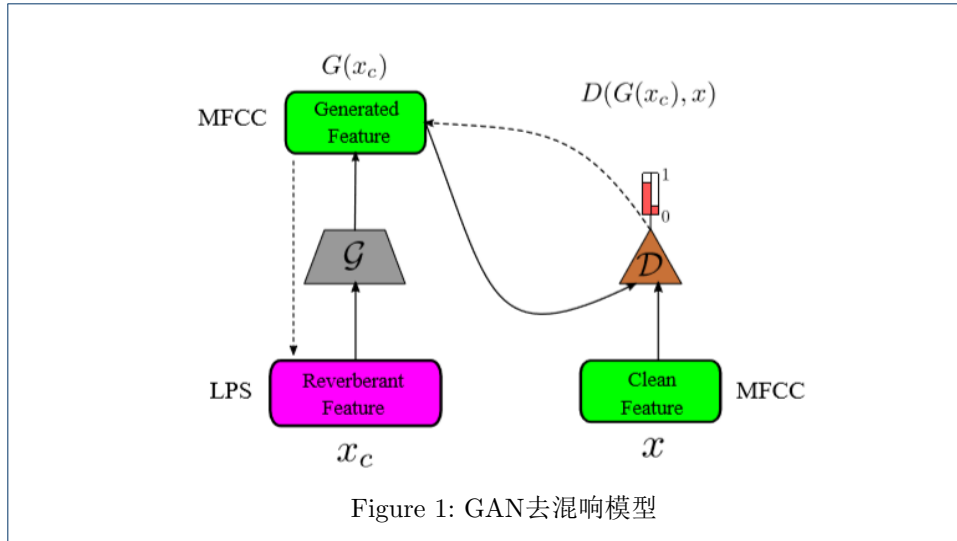 G(x_c)
MFCC
Generated
Feature
D(G(x_c), x)
1
0
G
D
LPS
Reverberant
Feature
Clean
Feature
MFCC
x_c
x
Figure 1: GAN去混响模型